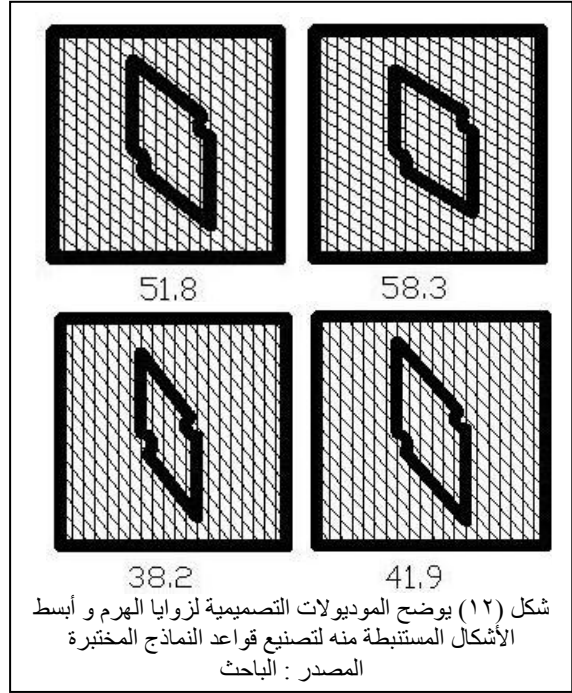 51.8
58.3
38.2
41.9
شكل (١٢) يوضح الموديولات التصميمية لزوايا الهرم و أبسط
الأشكال المستنبطة منه لتصنيع قواعد النماذج المختبرة
المصدر : الباحث